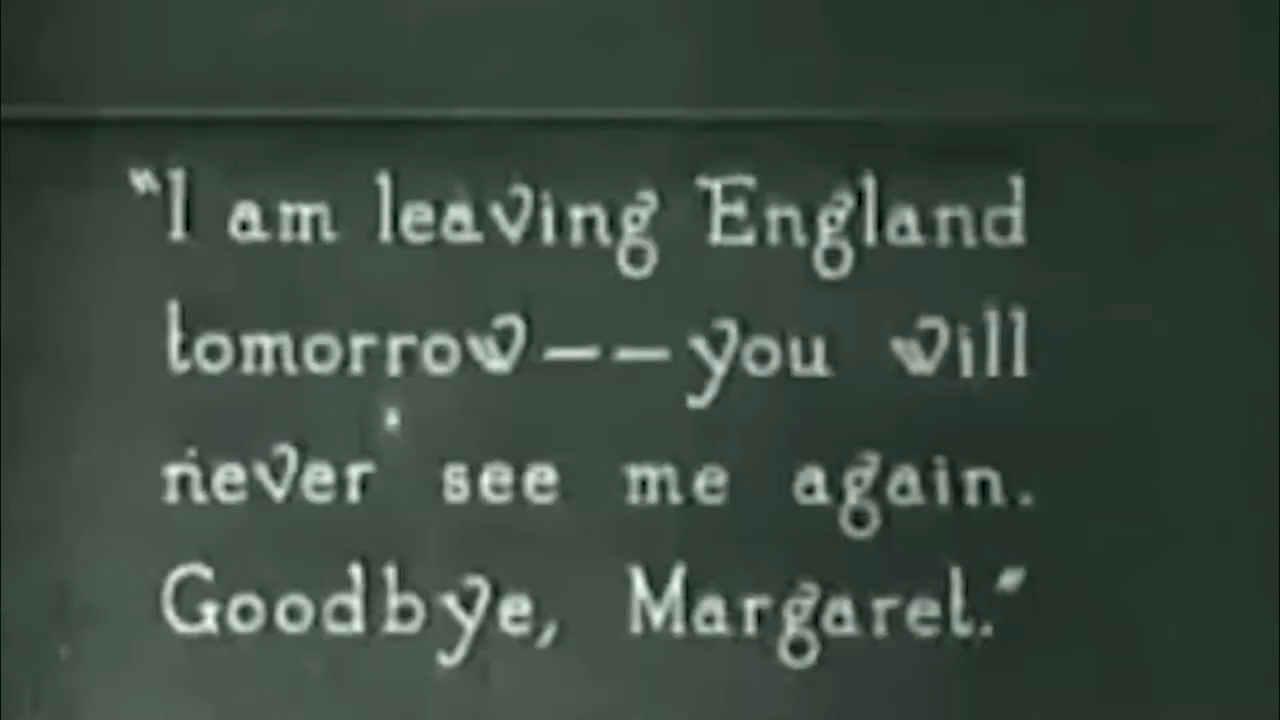 "I am leaving England
tomorrow--you will
never see me again.
Goodbye, Margaret."